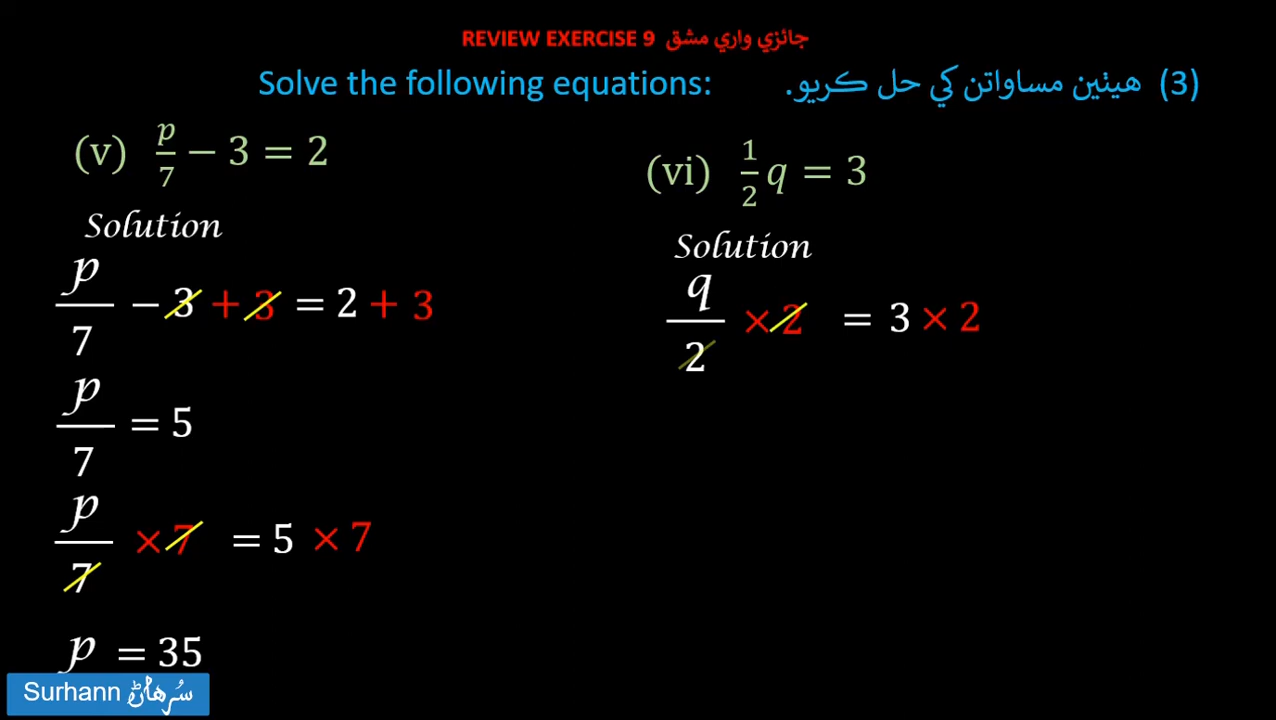 REVIEW EXERCISE 9 جائزي واري مشق
Solve the following equations: (3) هيٺين مساواتن کي حل ڪريو.
(v) p/7 − 3 = 2
Solution
p/7 − 3 + 3 = 2 + 3
p/7 = 5
p/7 × 7 = 5 × 7
p = 35
(vi) 1/2 q = 3
Solution
q/2 × 2 = 3 × 2
Surhann سُرهاڻ